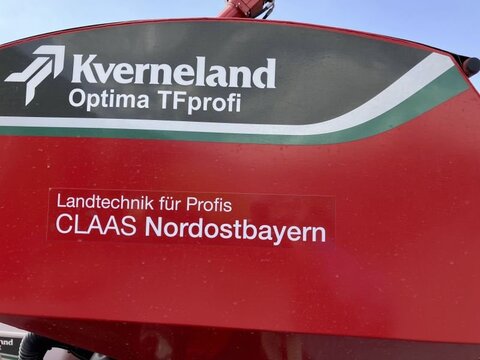 Kverneland
Optima TFprofi
Landtechnik für Profis
CLAAS Nordostbayern